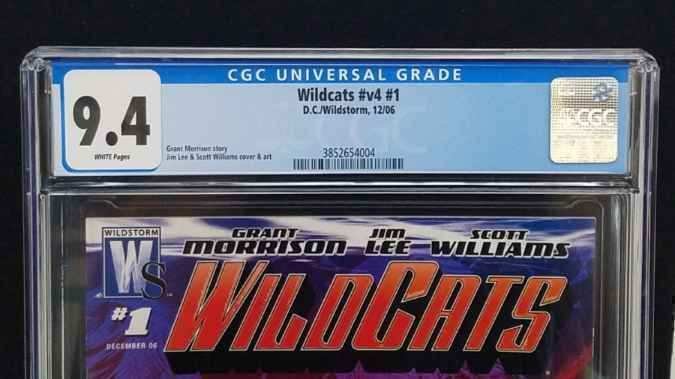 CGC UNIVERSAL GRADE
9.4
WHITE Pages
Wildcats #v4 #1
D.C./Wildstorm, 12/06
Grant Morrison story
Jim Lee & Scott Williams cover & art
3852654004
CGC
WILDSTORM
WS
#1
DECEMBER 06
GRANT MORRISON
JIM LEE
SCOTT WILLIAMS
WILDCATS